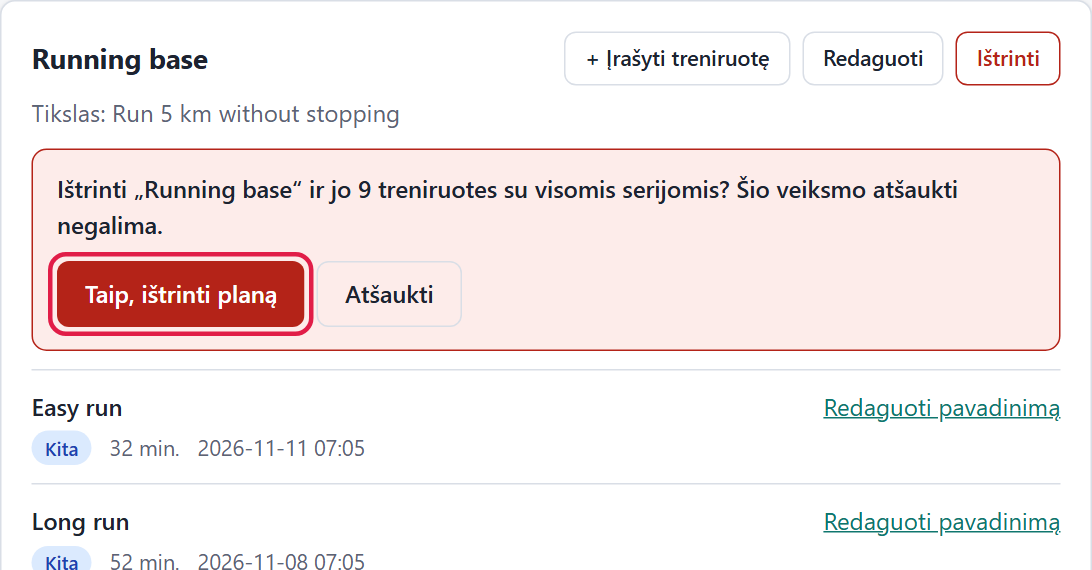 Running base
+ Įrašyti treniruotę
Redaguoti
Ištrinti
Tikslas: Run 5 km without stopping
Ištrinti „Running base“ ir jo 9 treniruotes su visomis serijomis? Šio veiksmo atšaukti
negalima.
Taip, ištrinti planą
Atšaukti
Easy run
Redaguoti pavadinimą
Kita
32 min.
2026-11-11 07:05
Long run
Redaguoti pavadinimą
Kita
52 min.
2026-11-08 07:05